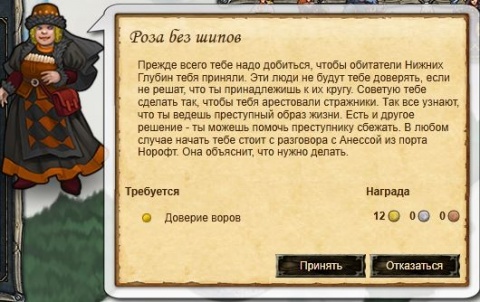 Роза без шипов
Прежде всего тебе надо добиться, чтобы обитатели Нижних
Глубин тебя приняли. Эти люди не будут тебе доверять, если
не решат, что ты принадлежишь к их кругу. Советую тебе
сделать так, чтобы тебя арестовали стражники. Так все узнают,
что ты ведешь преступный образ жизни. Есть и другое
решение - ты можешь помочь преступнику сбежать. В любом
случае начать тебе стоит с разговора с Анессой из порта
Норофт. Она объяснит, что нужно делать.
Требуется Награда
Доверие воров 12 0 0
Принять Отказаться